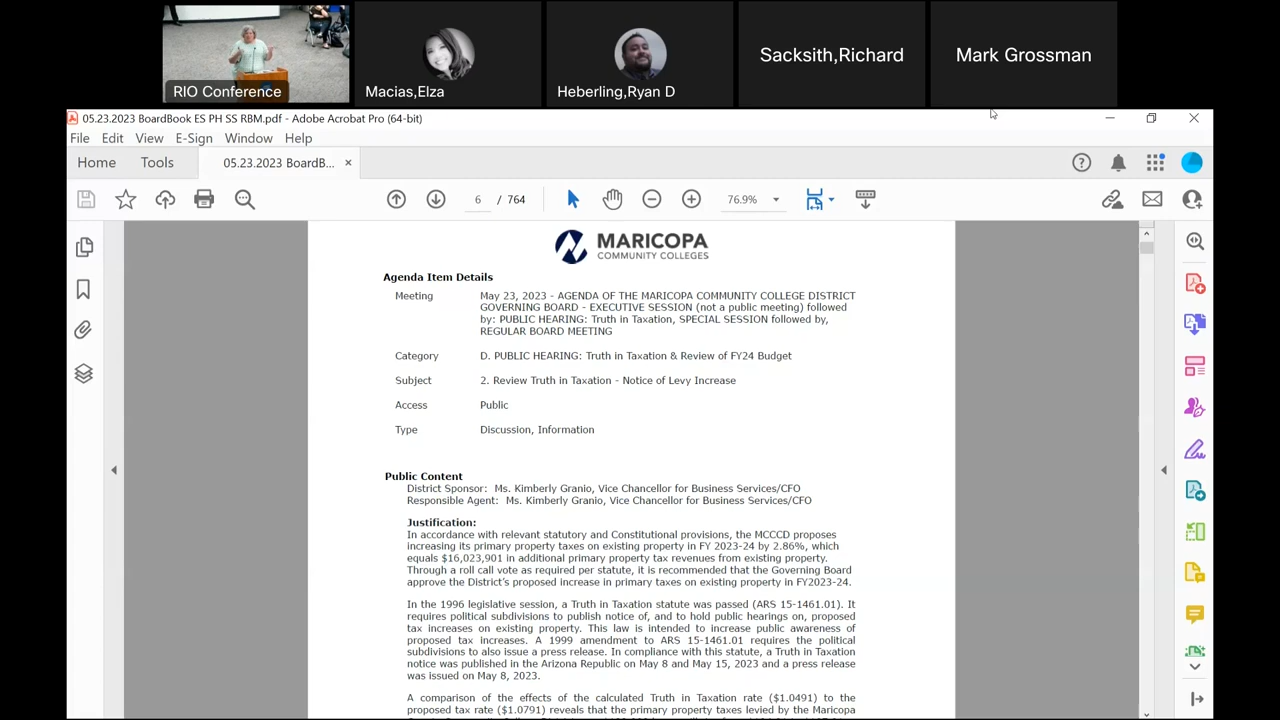 RIO Conference
Macias,Elza
Heberling,Ryan D
Sacksith,Richard
Mark Grossman
05.23.2023 BoardBook ES PH SS RBM.pdf - Adobe Acrobat Pro (64-bit)
File Edit View E-Sign Window Help
Home Tools 05.23.2023 BoardB... ×
6 / 764 76.9%
MARICOPA
COMMUNITY COLLEGES
Agenda Item Details
Meeting May 23, 2023 - AGENDA OF THE MARICOPA COMMUNITY COLLEGE DISTRICT
GOVERNING BOARD - EXECUTIVE SESSION (not a public meeting) followed
by: PUBLIC HEARING: Truth in Taxation, SPECIAL SESSION followed by,
REGULAR BOARD MEETING
Category D. PUBLIC HEARING: Truth in Taxation & Review of FY24 Budget
Subject 2. Review Truth in Taxation - Notice of Levy Increase
Access Public
Type Discussion, Information
Public Content
District Sponsor: Ms. Kimberly Granio, Vice Chancellor for Business Services/CFO
Responsible Agent: Ms. Kimberly Granio, Vice Chancellor for Business Services/CFO
Justification:
In accordance with relevant statutory and Constitutional provisions, the MCCCD proposes
increasing its primary property taxes on existing property in FY 2023-24 by 2.86%, which
equals $16,023,901 in additional primary property tax revenues from existing property.
Through a roll call vote as required per statute, it is recommended that the Governing Board
approve the District's proposed increase in primary taxes on existing property in FY2023-24.
In the 1996 legislative session, a Truth in Taxation statute was passed (ARS 15-1461.01). It
requires political subdivisions to publish notice of, and to hold public hearings on, proposed
tax increases on existing property. This law is intended to increase public awareness of
proposed tax increases. A 1999 amendment to ARS 15-1461.01 requires the political
subdivisions to also issue a press release. In compliance with this statute, a Truth in Taxation
notice was published in the Arizona Republic on May 8 and May 15, 2023 and a press release
was issued on May 8, 2023.
A comparison of the effects of the calculated Truth in Taxation rate ($1.0491) to the
proposed tax rate ($1.0791) reveals that the primary property taxes levied by the Maricopa